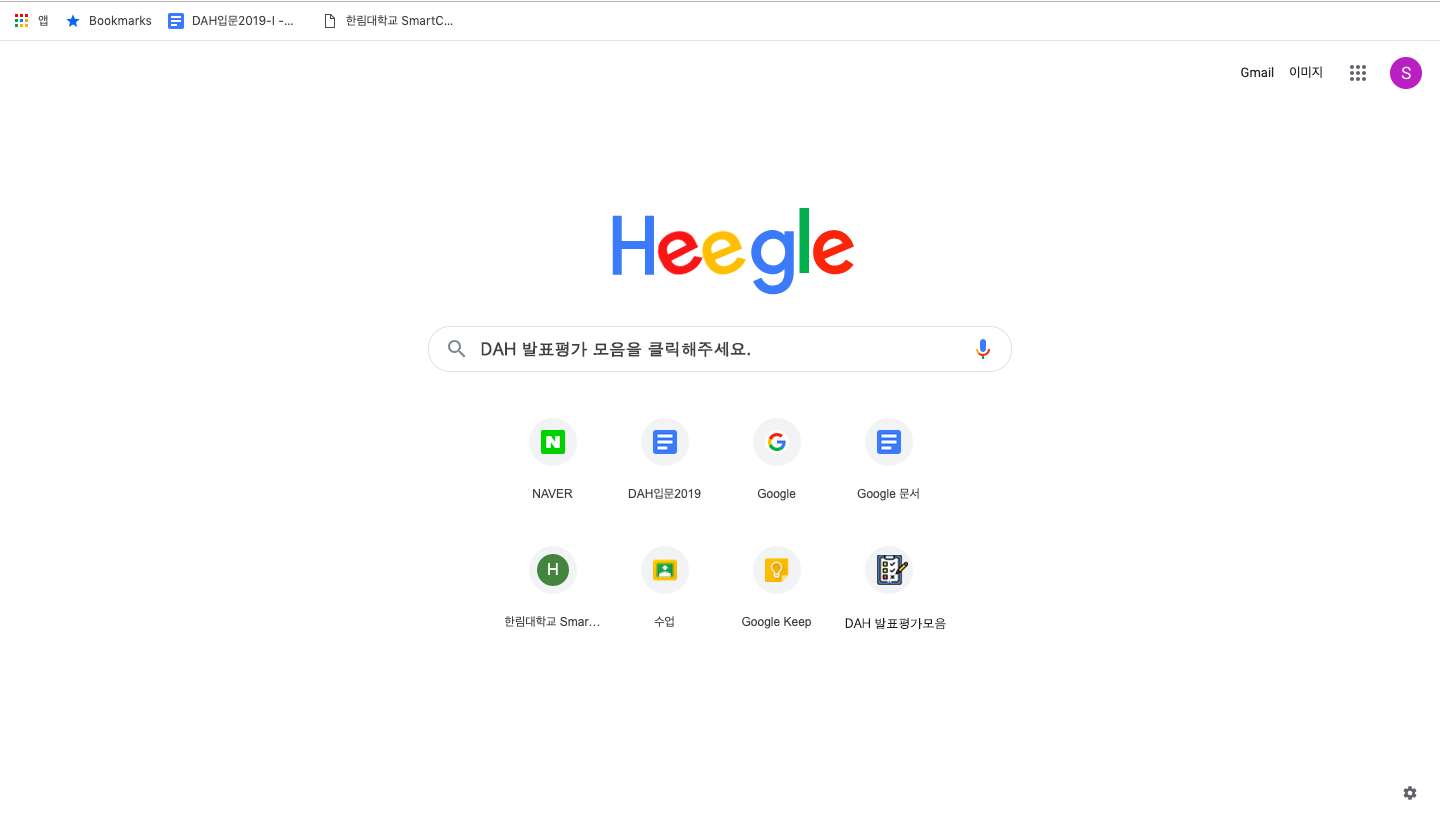 앱 Bookmarks DAH입문2019-I -... 한림대학교 SmartC...
Gmail 이미지 S
Heegle
DAH 발표평가 모음을 클릭해주세요.
N G
NAVER DAH입문2019 Google Google 문서
H
한림대학교 Smar... 수업 Google Keep DAH 발표평가모음